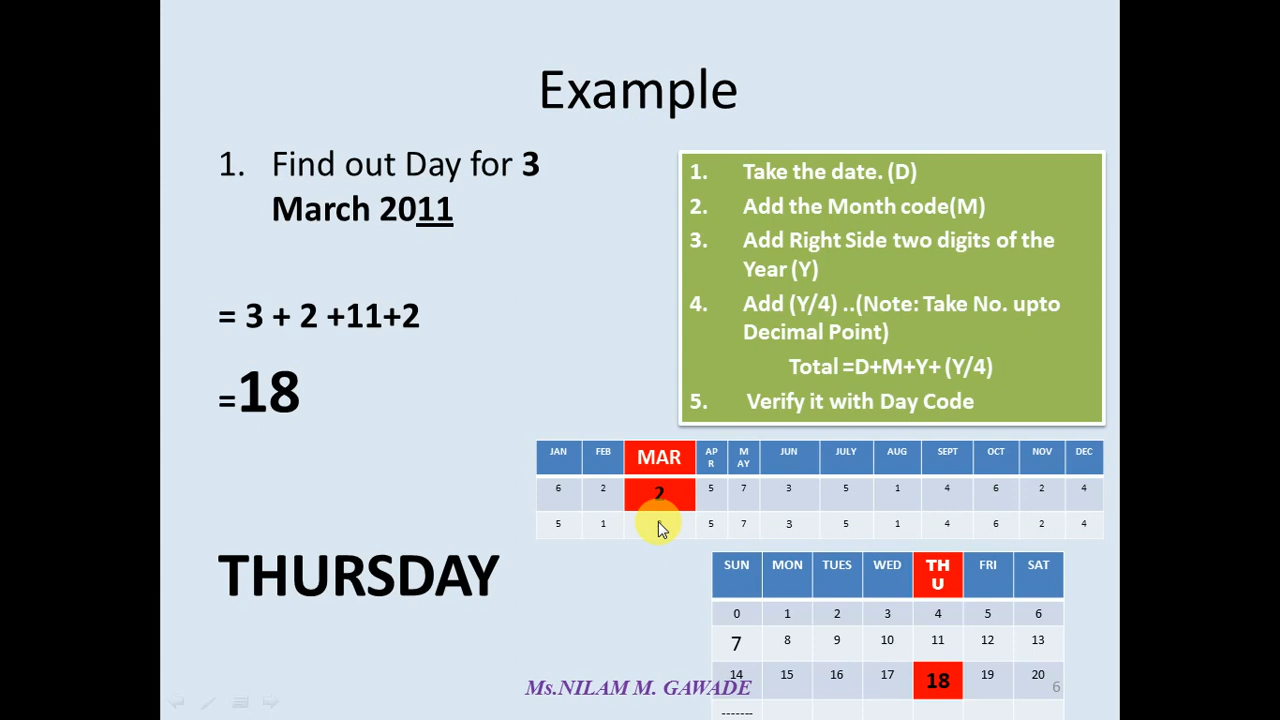 Example
1. Find out Day for 3
March 2011
= 3 + 2 +11+2
=18
THURSDAY
1. Take the date. (D)
2. Add the Month code(M)
3. Add Right Side two digits of the
Year (Y)
4. Add (Y/4) ..(Note: Take No. upto
Decimal Point)
Total =D+M+Y+ (Y/4)
5. Verify it with Day Code
JAN FEB MAR AP M JUN JULY AUG SEPT OCT NOV DEC
R AY
6 2 2 5 7 3 5 1 4 6 2 4
5 1 5 7 3 5 1 4 6 2 4
SUN MON TUES WED TH FRI SAT
U
0 1 2 3 4 5 6
7 8 9 10 11 12 13
14 15 16 17 18 19 20
-------
Ms.NILAM M. GAWADE
6